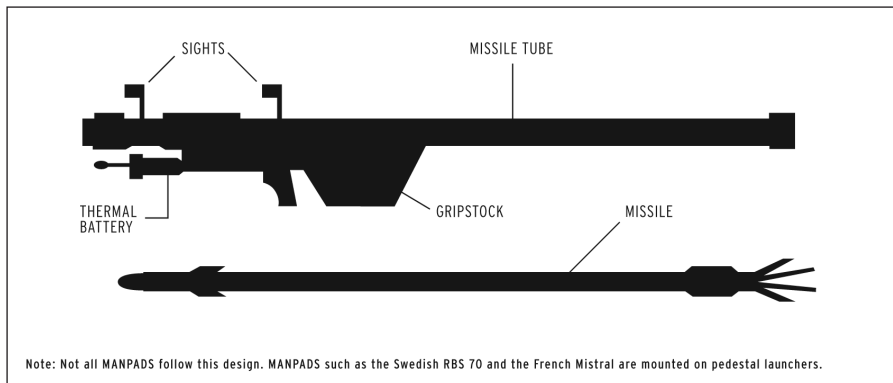 SIGHTS
MISSILE TUBE
THERMAL
BATTERY
GRIPSTOCK
MISSILE
Note: Not all MANPADS follow this design. MANPADS such as the Swedish RBS 70 and the French Mistral are mounted on pedestal launchers.